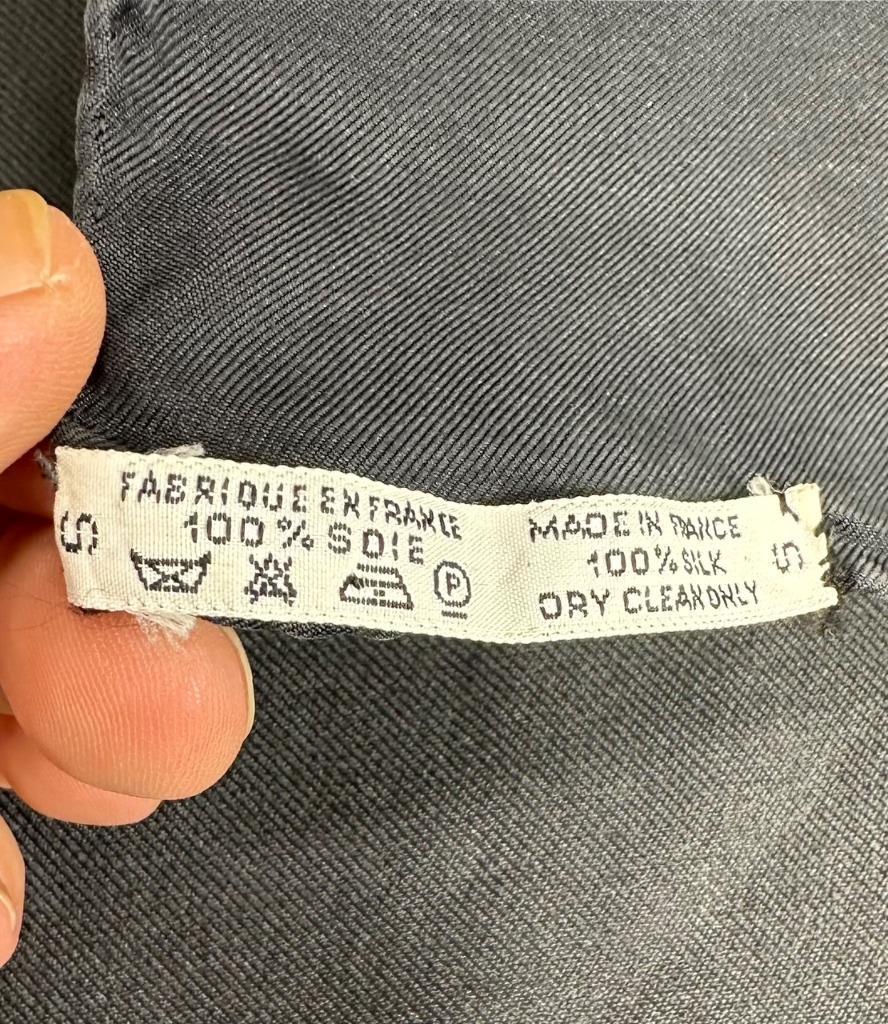 FABRIQUE EN FRANCE
100% SOIE
P
S
MADE IN FRANCE
100% SILK
DRY CLEAN ONLY
S